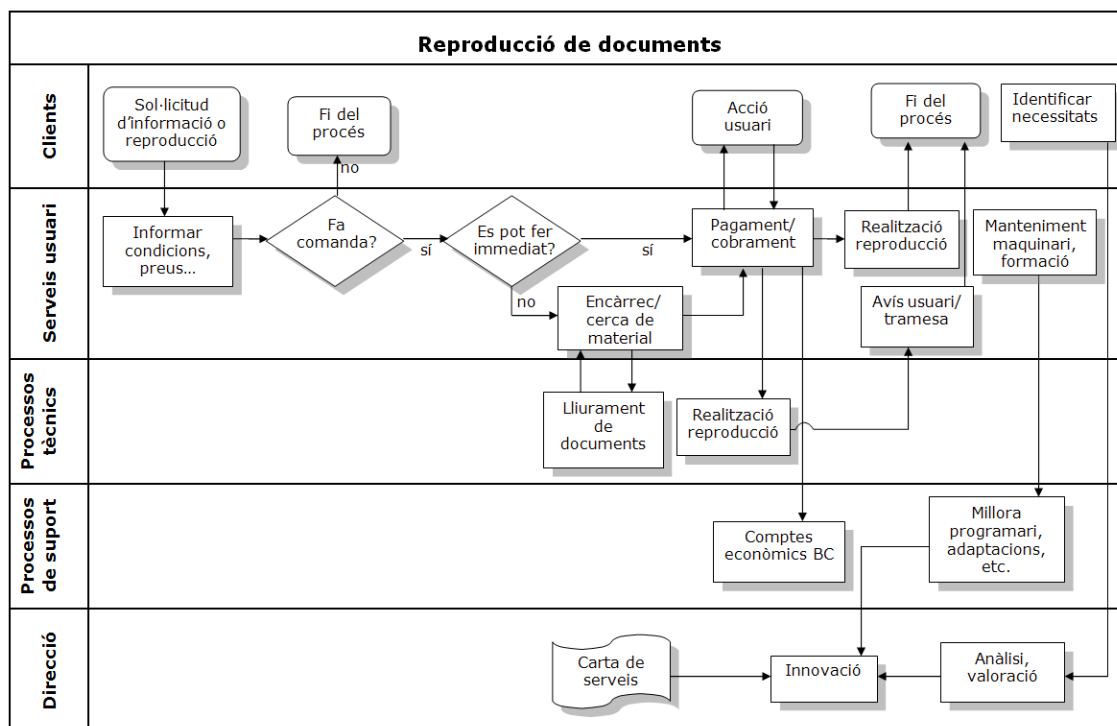 Reproducció de documents
Clients
Sol·licitud
d'informació o
reproducció
Fi del
procés
no
Acció
usuari
Fi del
procés
Identificar
necessitats
Serveis usuari
Informar
condicions,
preus...
Fa
comanda?
sí
Es pot fer
immediat?
sí
no
Encàrrec/
cerca de
material
Pagament/
cobrament
Realització
reproducció
Manteniment
maquinari,
formació
Avís usuari/
tramesa
Processos
tècnics
Lliurament
de
documents
Realització
reproducció
Processos
de suport
Comptes
econòmics BC
Millora
programari,
adaptacions,
etc.
Direcció
Carta de
serveis
Innovació
Anàlisi,
valoració